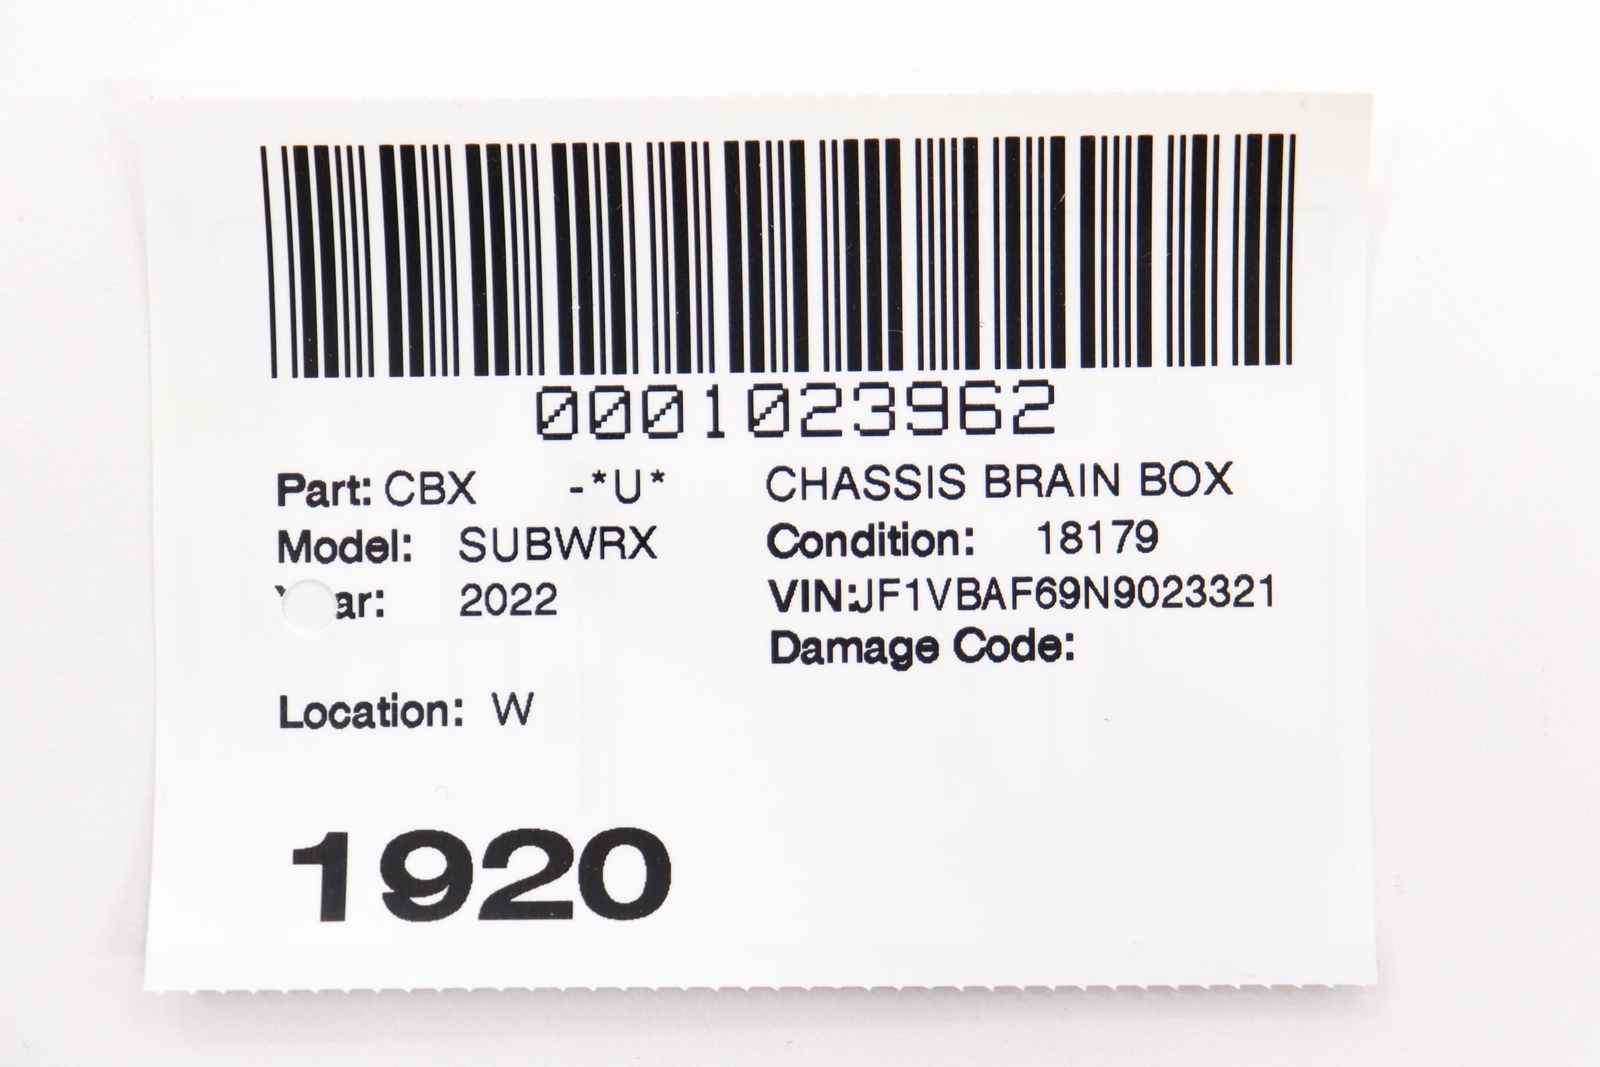 0001023962
Part: CBX -*U* CHASSIS BRAIN BOX
Model: SUBWRX Condition: 18179
ar: 2022 VIN:JF1VBAF69N9023321
Damage Code:
Location: W
1920